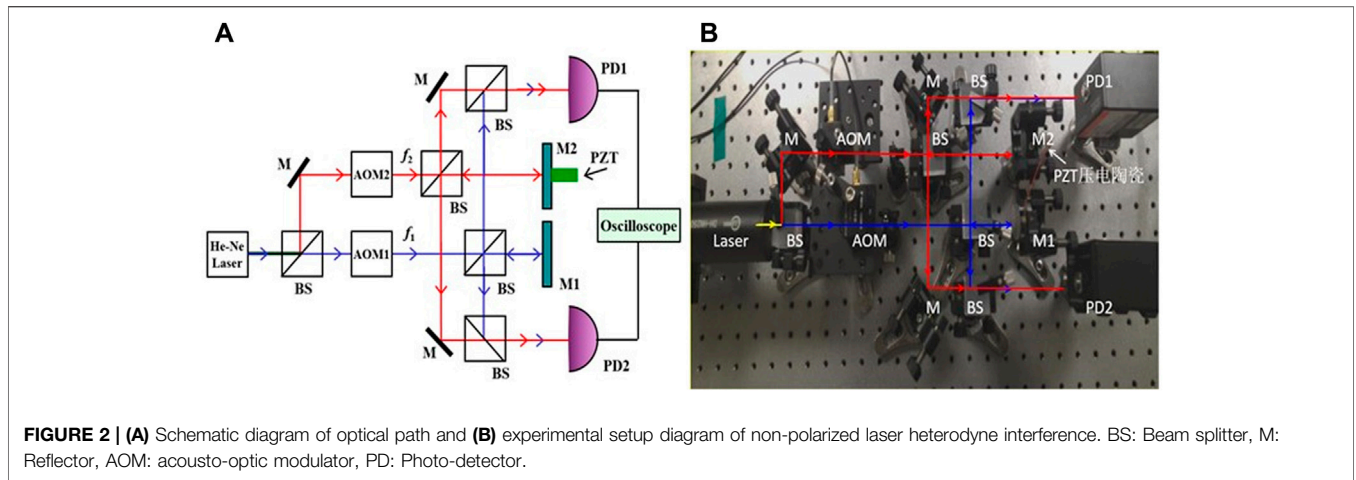 A
B
M
BS
PD1
M2
PZT
M
AOM2
f2
BS
He-Ne
Laser
BS
AOM1
f1
BS
M1
Oscilloscope
M
BS
PD2
M
BS
PD1
M
AOM
BS
M2
PZT压电陶瓷
Laser
BS
AOM
BS
M1
M
BS
PD2
FIGURE 2 | (A) Schematic diagram of optical path and (B) experimental setup diagram of non-polarized laser heterodyne interference. BS: Beam splitter, M:
Reflector, AOM: acousto-optic modulator, PD: Photo-detector.